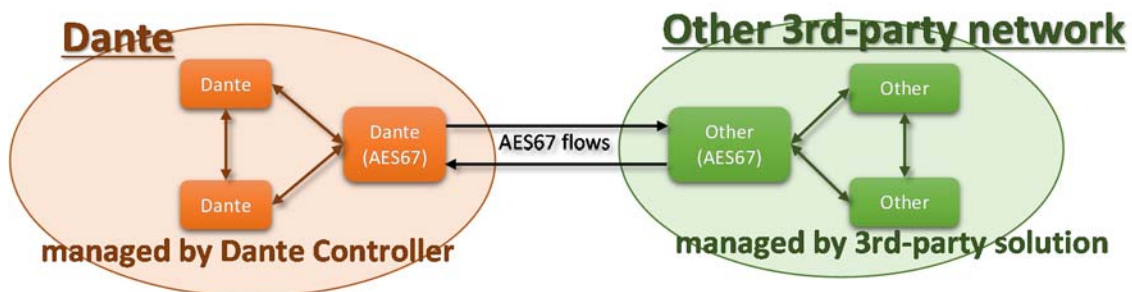 Dante
Other 3rd-party network
Dante
Dante
(AES67)
Dante
AES67 flows
Other
Other
(AES67)
Other
managed by Dante Controller
managed by 3rd-party solution